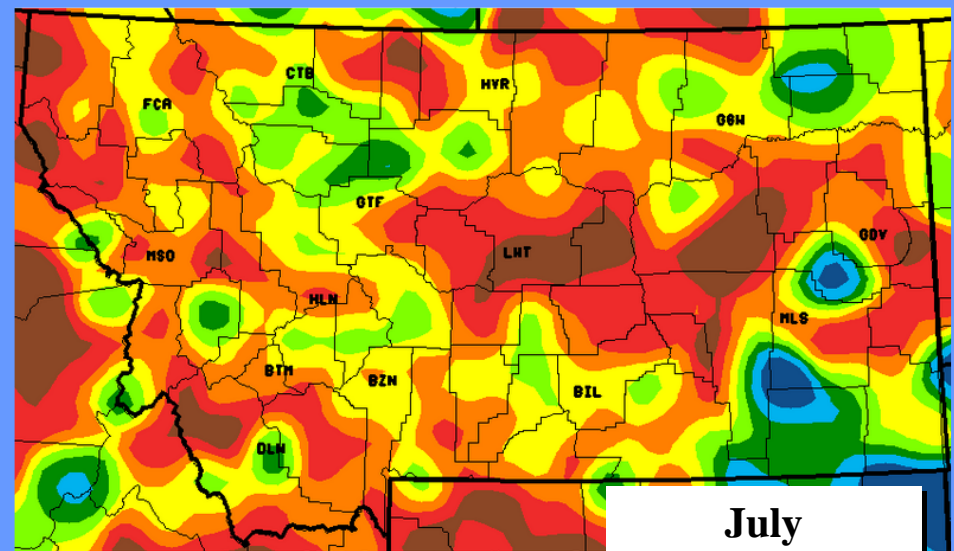 CTB
HVR
FCA
GGW
GTF
GDV
MSO
LWT
HLN
MLS
BTM
BZN
BIL
DLN
July